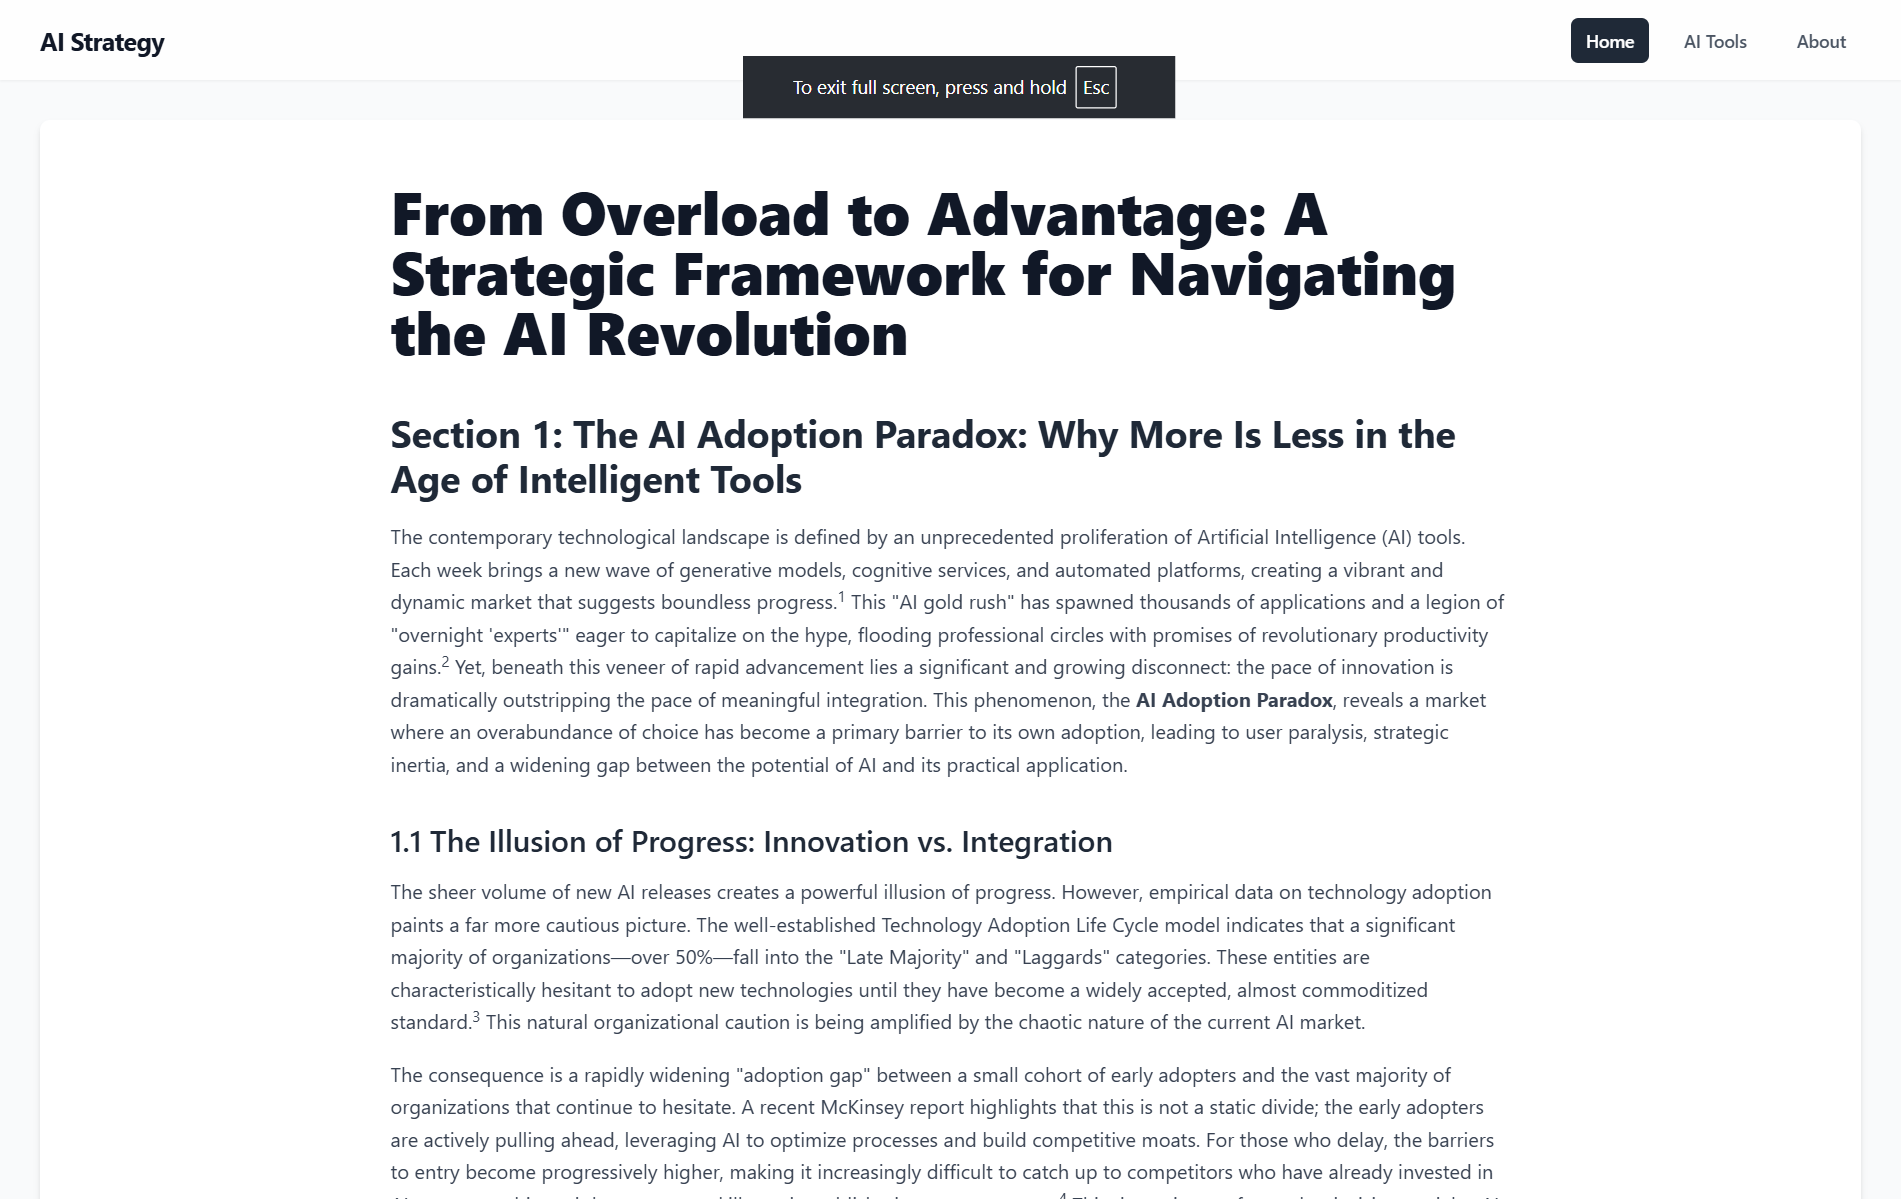 AI Strategy
Home
AI Tools
About
To exit full screen, press and hold Esc
From Overload to Advantage: A
Strategic Framework for Navigating
the AI Revolution
Section 1: The AI Adoption Paradox: Why More Is Less in the
Age of Intelligent Tools
The contemporary technological landscape is defined by an unprecedented proliferation of Artificial Intelligence (AI) tools.
Each week brings a new wave of generative models, cognitive services, and automated platforms, creating a vibrant and
dynamic market that suggests boundless progress.1 This "AI gold rush" has spawned thousands of applications and a legion of
"overnight 'experts'" eager to capitalize on the hype, flooding professional circles with promises of revolutionary productivity
gains.2 Yet, beneath this veneer of rapid advancement lies a significant and growing disconnect: the pace of innovation is
dramatically outstripping the pace of meaningful integration. This phenomenon, the AI Adoption Paradox, reveals a market
where an overabundance of choice has become a primary barrier to its own adoption, leading to user paralysis, strategic
inertia, and a widening gap between the potential of AI and its practical application.
1.1 The Illusion of Progress: Innovation vs. Integration
The sheer volume of new AI releases creates a powerful illusion of progress. However, empirical data on technology adoption
paints a far more cautious picture. The well-established Technology Adoption Life Cycle model indicates that a significant
majority of organizations—over 50%—fall into the "Late Majority" and "Laggards" categories. These entities are
characteristically hesitant to adopt new technologies until they have become a widely accepted, almost commoditized
standard.3 This natural organizational caution is being amplified by the chaotic nature of the current AI market.
The consequence is a rapidly widening "adoption gap" between a small cohort of early adopters and the vast majority of
organizations that continue to hesitate. A recent McKinsey report highlights that this is not a static divide; the early adopters
are actively pulling ahead, leveraging AI to optimize processes and build competitive moats. For those who delay, the barriers
to entry become progressively higher, making it increasingly difficult to catch up to competitors who have already invested in